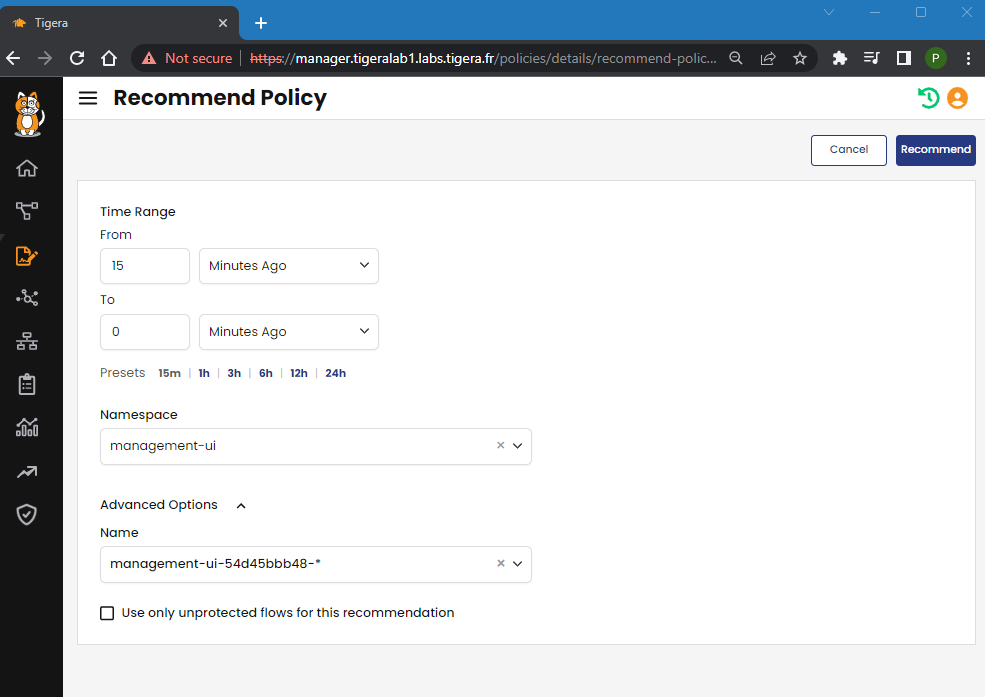 Tigera
Not secure https://manager.tigeralab1.labs.tigera.fr/policies/details/recommend-polic... P
Recommend Policy
Cancel Recommend
Time Range
From
15 Minutes Ago
To
0 Minutes Ago
Presets 15m | 1h | 3h | 6h | 12h | 24h
Namespace
management-ui
Advanced Options
Name
management-ui-54d45bbb48-*
Use only unprotected flows for this recommendation